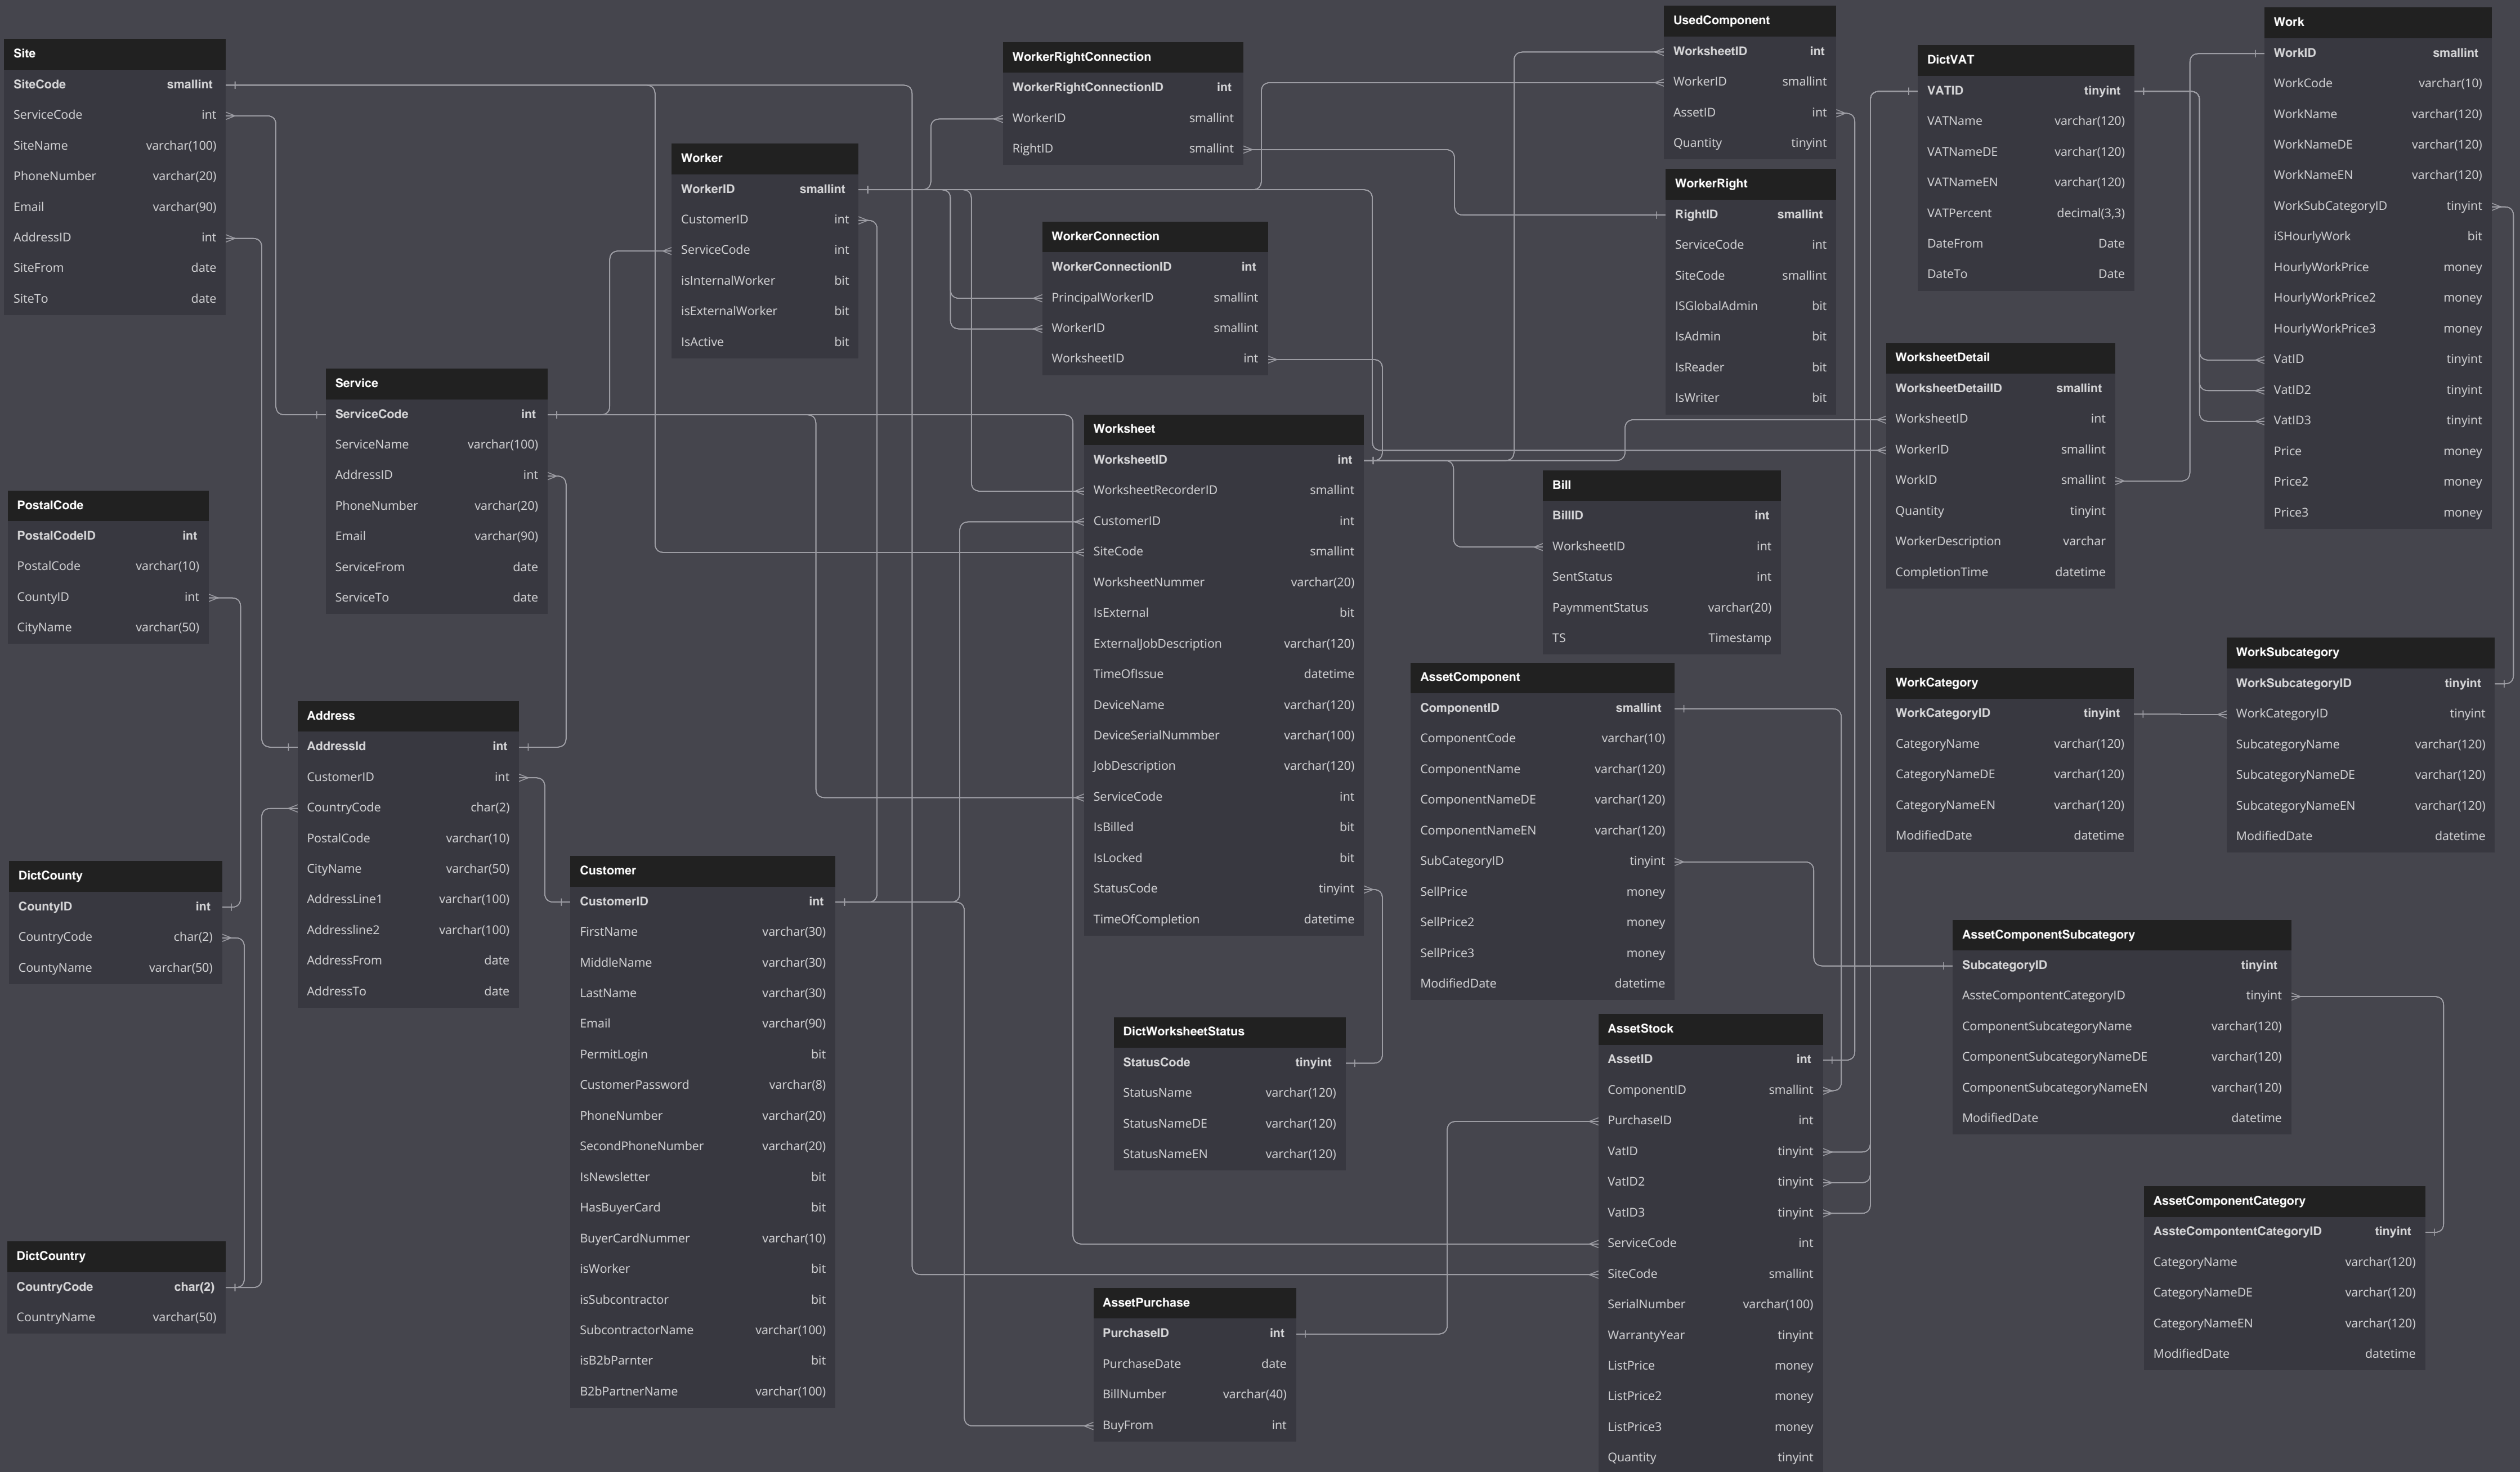 Site
SiteCode smallint
ServiceCode int
SiteName varchar(100)
PhoneNumber varchar(20)
Email varchar(90)
AddressID int
SiteFrom date
SiteTo date
PostalCode
PostalCodeID int
PostalCode varchar(10)
CountyID int
CityName varchar(50)
DictCounty
CountyID int
CountryCode char(2)
CountyName varchar(50)
DictCountry
CountryCode char(2)
CountryName varchar(50)
Service
ServiceCode int
ServiceName varchar(100)
AddressID int
PhoneNumber varchar(20)
Email varchar(90)
ServiceFrom date
ServiceTo date
Address
AddressId int
CustomerID int
CountryCode char(2)
PostalCode varchar(10)
CityName varchar(50)
AddressLine1 varchar(100)
Addressline2 varchar(100)
AddressFrom date
AddressTo date
Worker
WorkerID smallint
CustomerID int
ServiceCode int
isInternalWorker bit
isExternalWorker bit
IsActive bit
Customer
CustomerID int
FirstName varchar(30)
MiddleName varchar(30)
LastName varchar(30)
Email varchar(90)
PermitLogin bit
CustomerPassword varchar(8)
PhoneNumber varchar(20)
SecondPhoneNumber varchar(20)
IsNewsletter bit
HasBuyerCard bit
BuyerCardNummer varchar(10)
isWorker bit
isSubcontractor bit
SubcontractorName varchar(100)
isB2bParnter bit
B2bPartnerName varchar(100)
WorkerRightConnection
WorkerRightConnectionID int
WorkerID smallint
RightID smallint
WorkerConnection
WorkerConnectionID int
PrincipalWorkerID smallint
WorkerID smallint
WorksheetID int
Worksheet
WorksheetID int
WorksheetRecorderID smallint
CustomerID int
SiteCode smallint
WorksheetNummer varchar(20)
IsExternal bit
ExternalJobDescription varchar(120)
TimeOfIssue datetime
DeviceName varchar(120)
DeviceSerialNummber varchar(100)
JobDescription varchar(120)
ServiceCode int
IsBilled bit
IsLocked bit
StatusCode tinyint
TimeOfCompletion datetime
DictWorksheetStatus
StatusCode tinyint
StatusName varchar(120)
StatusNameDE varchar(120)
StatusNameEN varchar(120)
AssetPurchase
PurchaseID int
PurchaseDate date
BillNumber varchar(40)
BuyFrom int
UsedComponent
WorksheetID int
WorkerID smallint
AssetID int
Quantity tinyint
WorkerRight
RightID smallint
ServiceCode int
SiteCode smallint
ISGlobalAdmin bit
IsAdmin bit
IsReader bit
IsWriter bit
Bill
BillID int
WorksheetID int
SentStatus int
PaymmentStatus varchar(20)
TS Timestamp
AssetComponent
ComponentID smallint
ComponentCode varchar(10)
ComponentName varchar(120)
ComponentNameDE varchar(120)
ComponentNameEN varchar(120)
SubCategoryID tinyint
SellPrice money
SellPrice2 money
SellPrice3 money
ModifiedDate datetime
AssetStock
AssetID int
ComponentID smallint
PurchaseID int
VatID tinyint
VatID2 tinyint
VatID3 tinyint
ServiceCode int
SiteCode smallint
SerialNumber varchar(100)
WarrantyYear tinyint
ListPrice money
ListPrice2 money
ListPrice3 money
Quantity tinyint
DictVAT
VATID tinyint
VATName varchar(120)
VATNameDE varchar(120)
VATNameEN varchar(120)
VATPercent decimal(3,3)
DateFrom Date
DateTo Date
WorksheetDetail
WorksheetDetailID smallint
WorksheetID int
WorkerID smallint
WorkID smallint
Quantity tinyint
WorkerDescription varchar
CompletionTime datetime
WorkCategory
WorkCategoryID tinyint
CategoryName varchar(120)
CategoryNameDE varchar(120)
CategoryNameEN varchar(120)
ModifiedDate datetime
Work
WorkID smallint
WorkCode varchar(10)
WorkName varchar(120)
WorkNameDE varchar(120)
WorkNameEN varchar(120)
WorkSubCategoryID tinyint
iSHourlyWork bit
HourlyWorkPrice money
HourlyWorkPrice2 money
HourlyWorkPrice3 money
VatID tinyint
VatID2 tinyint
VatID3 tinyint
Price money
Price2 money
Price3 money
WorkSubcategory
WorkSubcategoryID tinyint
WorkCategoryID tinyint
SubcategoryName varchar(120)
SubcategoryNameDE varchar(120)
SubcategoryNameEN varchar(120)
ModifiedDate datetime
AssetComponentSubcategory
SubcategoryID tinyint
AssteCompontentCategoryID tinyint
ComponentSubcategoryName varchar(120)
ComponentSubcategoryNameDE varchar(120)
ComponentSubcategoryNameEN varchar(120)
ModifiedDate datetime
AssetComponentCategory
AssteCompontentCategoryID tinyint
CategoryName varchar(120)
CategoryNameDE varchar(120)
CategoryNameEN varchar(120)
ModifiedDate datetime